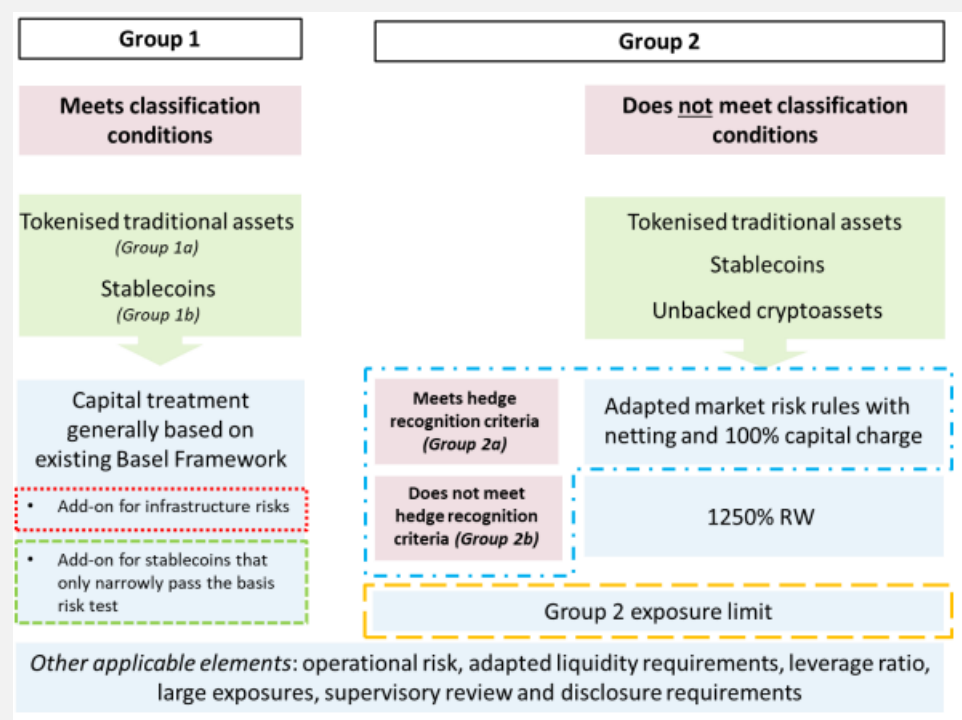 Group 1
Group 2
Meets classification
conditions
Does not meet classification
conditions
Tokenised traditional assets
(Group 1a)
Stablecoins
(Group 1b)
Tokenised traditional assets
Stablecoins
Unbacked cryptoassets
Capital treatment
generally based on
existing Basel Framework
• Add-on for infrastructure risks
• Add-on for stablecoins that
only narrowly pass the basis
risk test
Meets hedge
recognition criteria
(Group 2a)
Adapted market risk rules with
netting and 100% capital charge
Does not meet
hedge recognition
criteria (Group 2b)
1250% RW
Group 2 exposure limit
Other applicable elements: operational risk, adapted liquidity requirements, leverage ratio,
large exposures, supervisory review and disclosure requirements